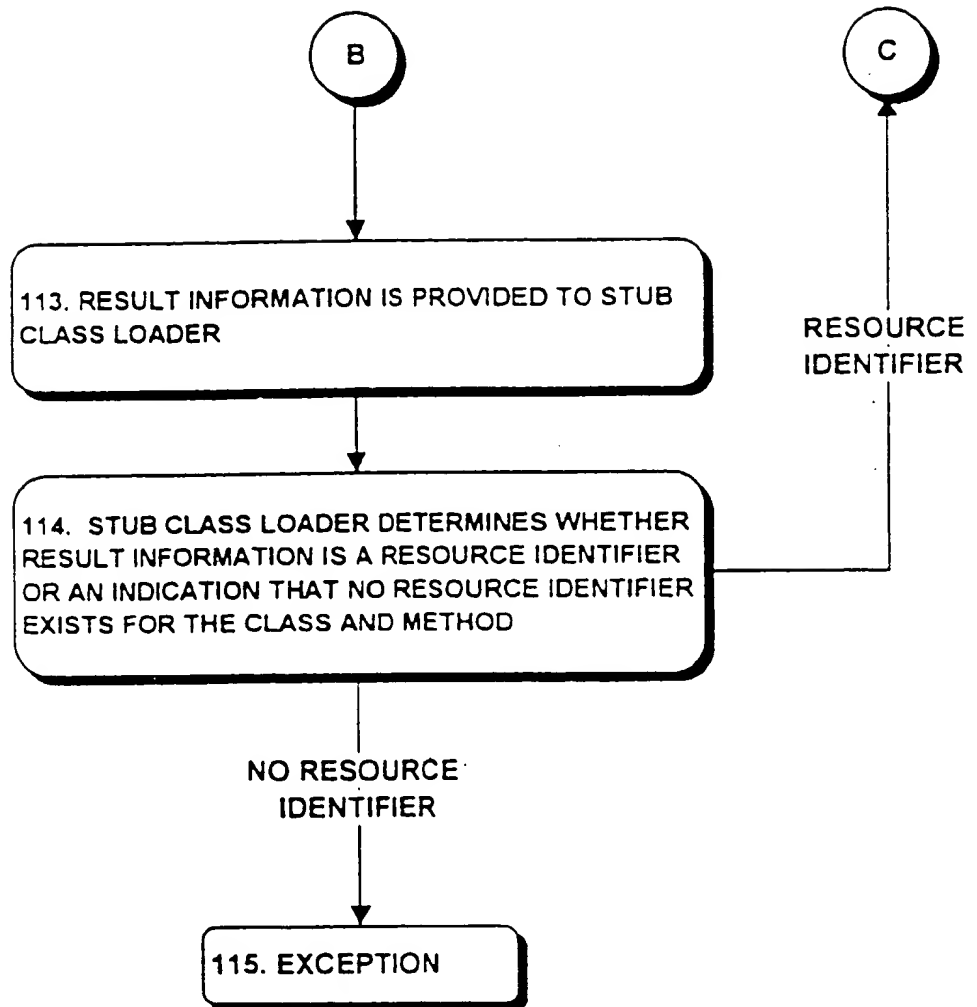 B
C
113. RESULT INFORMATION IS PROVIDED TO STUB
CLASS LOADER
RESOURCE
IDENTIFIER
114. STUB CLASS LOADER DETERMINES WHETHER
RESULT INFORMATION IS A RESOURCE IDENTIFIER
OR AN INDICATION THAT NO RESOURCE IDENTIFIER
EXISTS FOR THE CLASS AND METHOD
NO RESOURCE
IDENTIFIER
115. EXCEPTION